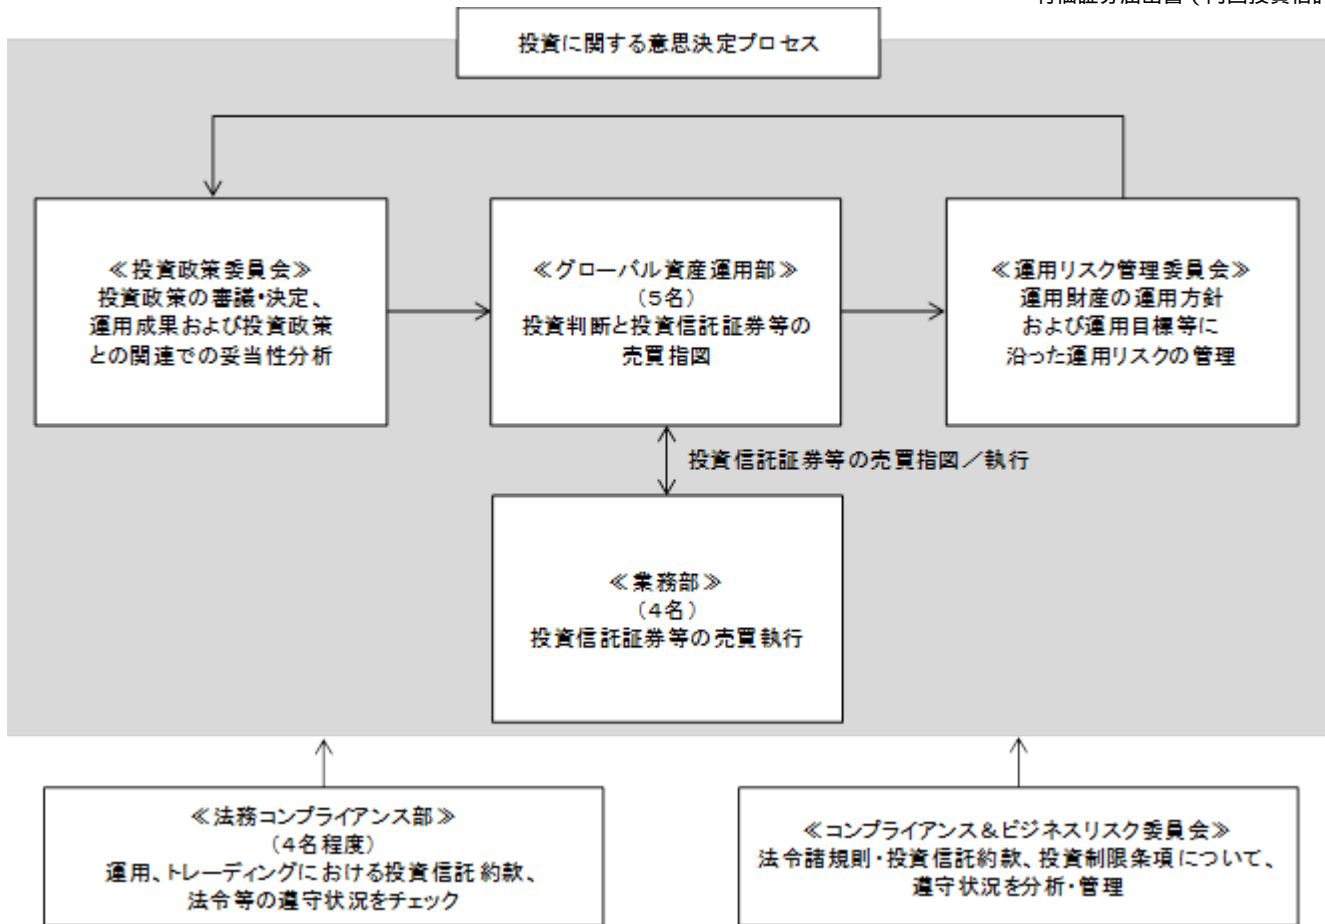 投資に関する意思決定プロセス
≪投資政策委員会≫
投資政策の審議・決定、
運用成果および投資政策
との関連での妥当性分析
≪グローバル資産運用部≫
（5名）
投資判断と投資信託証券等の
売買指図
≪運用リスク管理委員会≫
運用財産の運用方針
および運用目標等に
沿った運用リスクの管理
投資信託証券等の売買指図／執行
≪業務部≫
（4名）
投資信託証券等の売買執行
≪法務コンプライアンス部≫
（4名程度）
運用、トレーディングにおける投資信託約款、
法令等の遵守状況をチェック
≪コンプライアンス＆ビジネスリスク委員会≫
法令諸規則・投資信託約款、投資制限条項について、
遵守状況を分析・管理